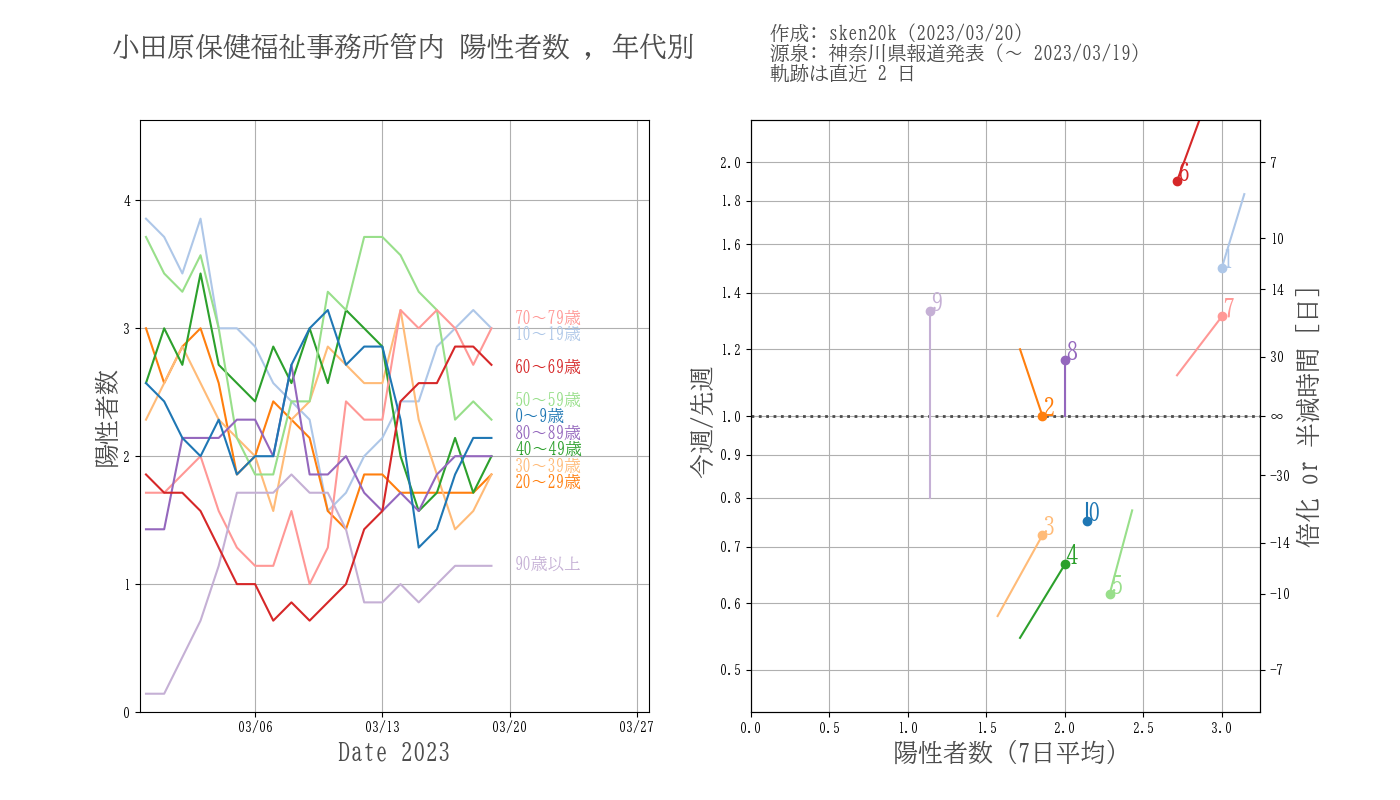 小田原保健福祉事務所管内 陽性者数 , 年代別
作成: sken20k (2023/03/20)
源泉: 神奈川県報道発表 (〜 2023/03/19)
軌跡は直近 2 日
陽性者数
4
3
2
1
0
03/06
03/13
03/20
03/27
Date 2023
70〜79歳
10〜19歳
60〜69歳
50〜59歳
0〜9歳
80〜89歳
40〜49歳
30〜39歳
20〜29歳
90歳以上
今週/先週
2.0
1.8
1.6
1.4
1.2
1.0
0.9
0.8
0.7
0.6
0.5
0.0
0.5
1.0
1.5
2.0
2.5
3.0
陽性者数 (7日平均)
6
1
7
9
8
2
10
3
4
5
7
10
14
30
∞
−30
−14
−10
−7
倍化 or 半減時間 [日]